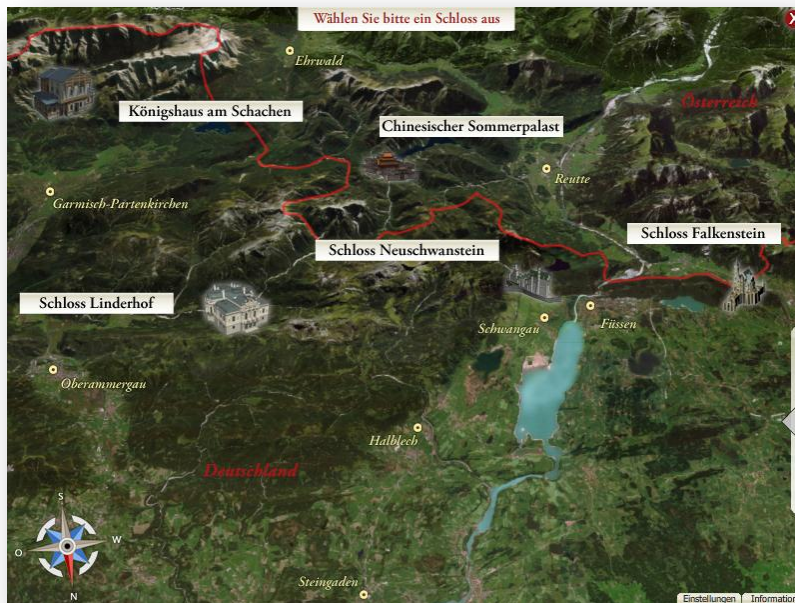 Wählen Sie bitte ein Schloss aus
X
Ehrwald
Österreich
Königshaus am Schachen
Chinesischer Sommerpalast
Reutte
Garmisch-Partenkirchen
Schloss Falkenstein
Schloss Neuschwanstein
Schloss Linderhof
Schwangau
Füssen
Oberammergau
Halblech
Deutschland
S
O
W
N
Steingaden
Einstellungen
Information